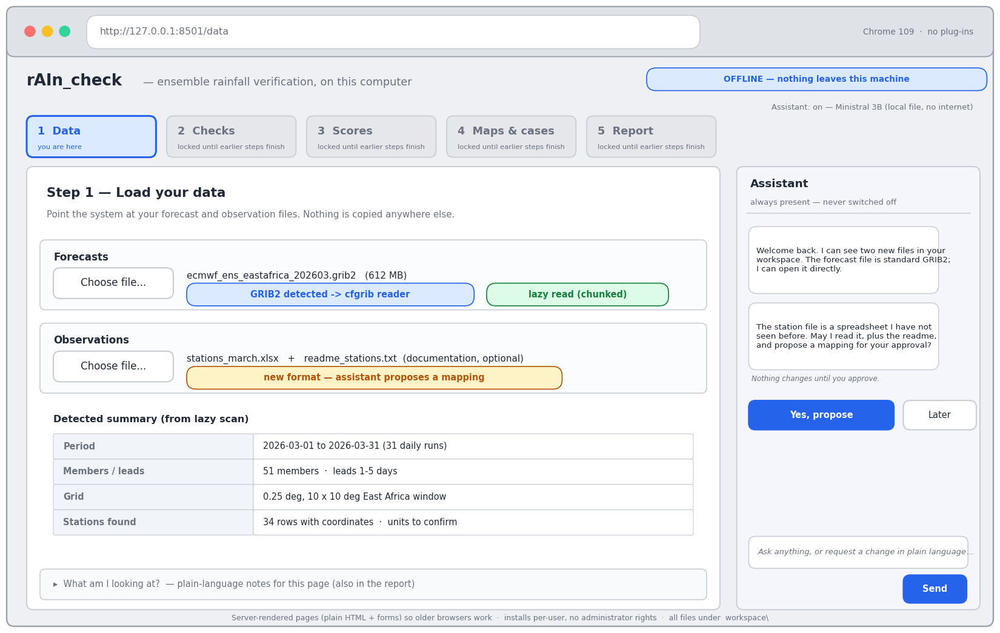 http://127.0.0.1:8501/data
Chrome 109 · no plug-ins
rAIn_check — ensemble rainfall verification, on this computer
OFFLINE — nothing leaves this machine
Assistant: on — Ministral 3B (local file, no internet)
1 Data
you are here
2 Checks
locked until earlier steps finish
3 Scores
locked until earlier steps finish
4 Maps & cases
locked until earlier steps finish
5 Report
locked until earlier steps finish
Step 1 — Load your data
Point the system at your forecast and observation files. Nothing is copied anywhere else.
Forecasts
Choose file...
ecmwf_ens_eastafrica_202603.grib2 (612 MB)
GRIB2 detected -> cfgrib reader
lazy read (chunked)
Observations
Choose file...
stations_march.xlsx + readme_stations.txt (documentation, optional)
new format — assistant proposes a mapping
Detected summary (from lazy scan)
Period 2026-03-01 to 2026-03-31 (31 daily runs)
Members / leads 51 members · leads 1-5 days
Grid 0.25 deg, 10 x 10 deg East Africa window
Stations found 34 rows with coordinates · units to confirm
▸ What am I looking at? — plain-language notes for this page (also in the report)
Assistant
always present — never switched off
Welcome back. I can see two new files in your
workspace. The forecast file is standard GRIB2;
I can open it directly.
The station file is a spreadsheet I have not
seen before. May I read it, plus the readme,
and propose a mapping for your approval?
Nothing changes until you approve.
Yes, propose
Later
Ask anything, or request a change in plain language...
Send
Server-rendered pages (plain HTML + forms) so older browsers work · installs per-user, no administrator rights · all files under workspace\